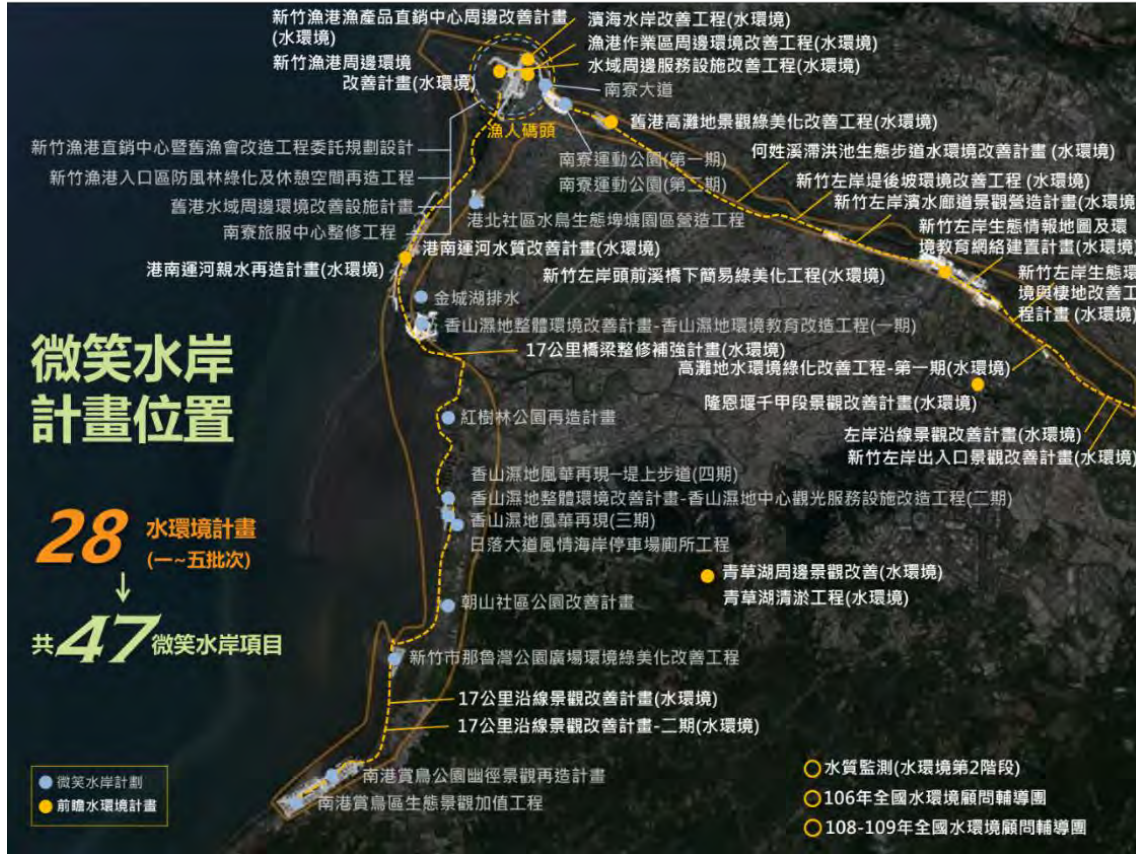 新竹漁港漁產品直銷中心周邊改善計畫
(水環境)
新竹漁港周邊環境
改善計畫(水環境)
濱海水岸改善工程(水環境)
漁港作業區周邊環境改善工程(水環境)
水域周邊服務設施改善工程(水環境)
南寮大道
漁人碼頭
舊港高灘地景觀綠美化改善工程(水環境)
南寮運動公園(第一期)
南寮運動公園(第二期)
何姓溪滯洪池生態步道水環境改善計畫 (水環境)
新竹左岸堤後坡環境改善工程 (水環境)
新竹左岸濱水廊道景觀營造計畫(水環境
新竹左岸生態情報地圖及環
境教育網絡建置計畫(水環境)
新竹左岸生態環
境與棲地改善工
程計畫 (水環境)
新竹漁港直銷中心暨舊漁會改造工程委託規劃設計
新竹漁港入口區防風林綠化及休憩空間再造工程
舊港水域周邊環境改善設施計畫
南寮旅服中心整修工程
港北社區水鳥生態埤塘園區營造工程
港南運河水質改善計畫(水環境)
港南運河親水再造計畫(水環境)
新竹左岸頭前溪橋下簡易綠美化工程(水環境)
金城湖排水
香山濕地整體環境改善計畫-香山濕地環境教育改造工程(一期)
17公里橋梁整修補強計畫(水環境)
高灘地水環境綠化改善工程-第一期(水環境)
隆恩堰千甲段景觀改善計畫(水環境)
左岸沿線景觀改善計畫(水環境)
新竹左岸出入口景觀改善計畫(水環境)
微笑水岸
計畫位置
紅樹林公園再造計畫
香山濕地風華再現-堤上步道(四期)
香山濕地整體環境改善計畫-香山濕地中心觀光服務設施改造工程(二期)
香山濕地風華再現(三期)
日落大道風情海岸停車場廁所工程
28 水環境計畫
(一~五批次)
共47微笑水岸項目
青草湖周邊景觀改善(水環境)
青草湖清淤工程(水環境)
朝山社區公園改善計畫
新竹市那魯灣公園廣場環境綠美化改善工程
17公里沿線景觀改善計畫(水環境)
17公里沿線景觀改善計畫-二期(水環境)
南港賞鳥公園幽徑景觀再造計畫
南港賞鳥區生態景觀加值工程
微笑水岸計劃
前瞻水環境計畫
水質監測(水環境第2階段)
106年全國水環境顧問輔導團
108-109年全國水環境顧問輔導團